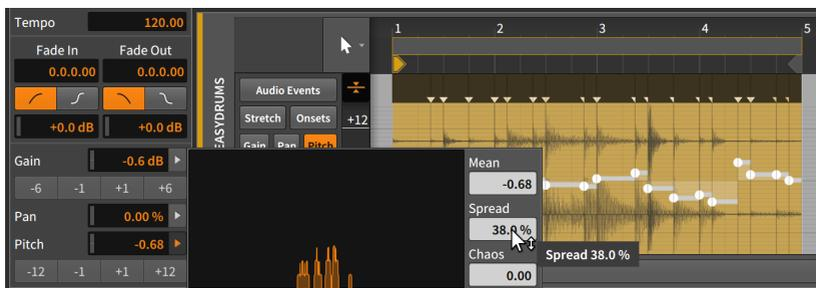 Tempo 120.00
Fade In Fade Out
0.0.0.00 0.0.0.00
+0.0 dB +0.0 dB
Gain -0.6 dB
-6 -1 +1 +6
Pan 0.00 %
Pitch -0.68
-12 -1 +1 +12
EASYDRUMS
Audio Events
Stretch Onsets
Gain Pan Pitch
+12
1 2 3 4 5
Mean
-0.68
Spread
38.0 %
Chaos
0.00
Spread 38.0 %